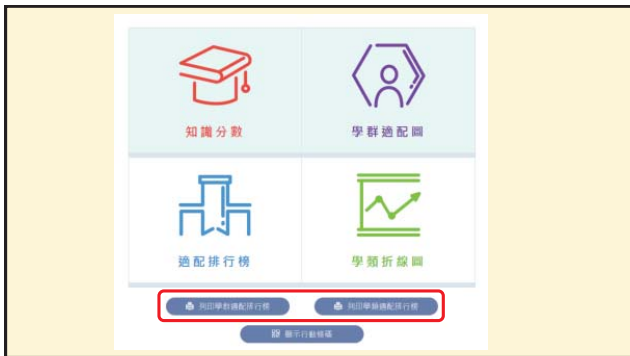 知識分數
學群適配圖
適配排行榜
學類折線圖
列印學群適配排行榜
列印學類適配排行榜
顯示行動條碼